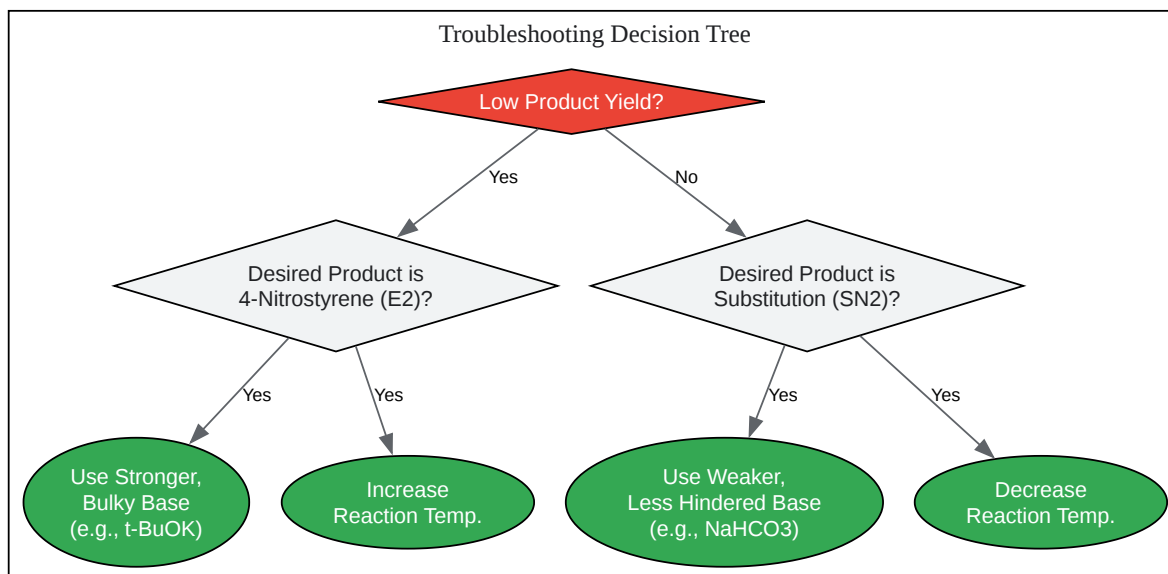 Troubleshooting Decision Tree
Low Product Yield?
Yes
No
Desired Product is
4-Nitrostyrene (E2)?
Desired Product is
Substitution (SN2)?
Yes
Yes
Yes
Yes
Use Stronger,
Bulky Base
(e.g., t-BuOK)
Increase
Reaction Temp.
Use Weaker,
Less Hindered Base
(e.g., NaHCO3)
Decrease
Reaction Temp.